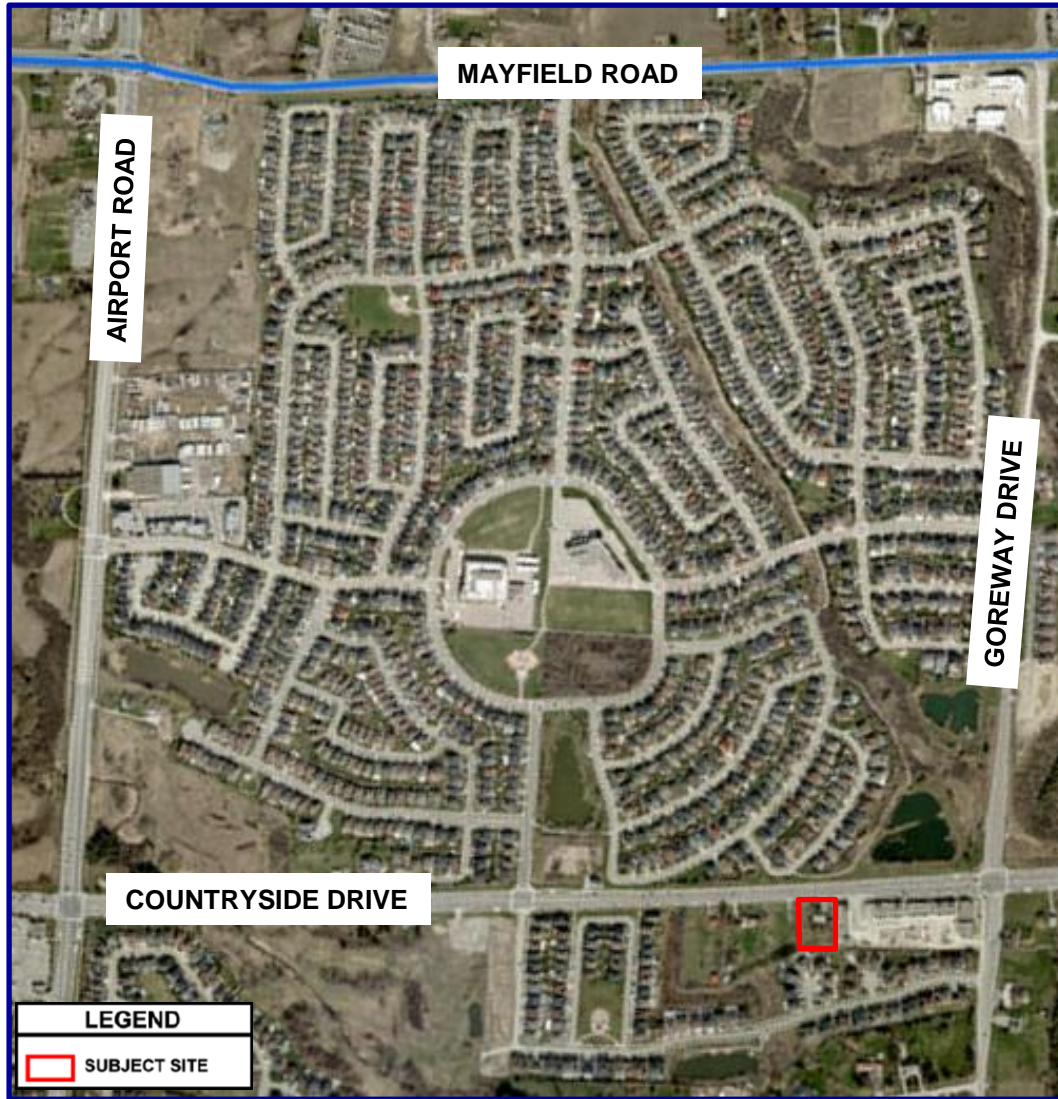 MAYFIELD ROAD
AIRPORT ROAD
GOREWAY DRIVE
COUNTRYSIDE DRIVE
LEGEND
SUBJECT SITE